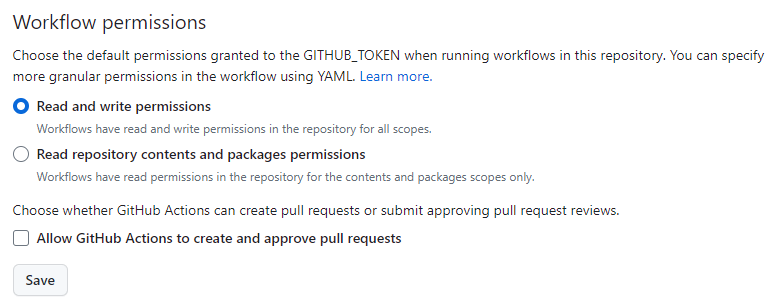 Workflow permissions
Choose the default permissions granted to the GITHUB_TOKEN when running workflows in this repository. You can specify
more granular permissions in the workflow using YAML. Learn more.
Read and write permissions
Workflows have read and write permissions in the repository for all scopes.
Read repository contents and packages permissions
Workflows have read permissions in the repository for the contents and packages scopes only.
Choose whether GitHub Actions can create pull requests or submit approving pull request reviews.
Allow GitHub Actions to create and approve pull requests
Save